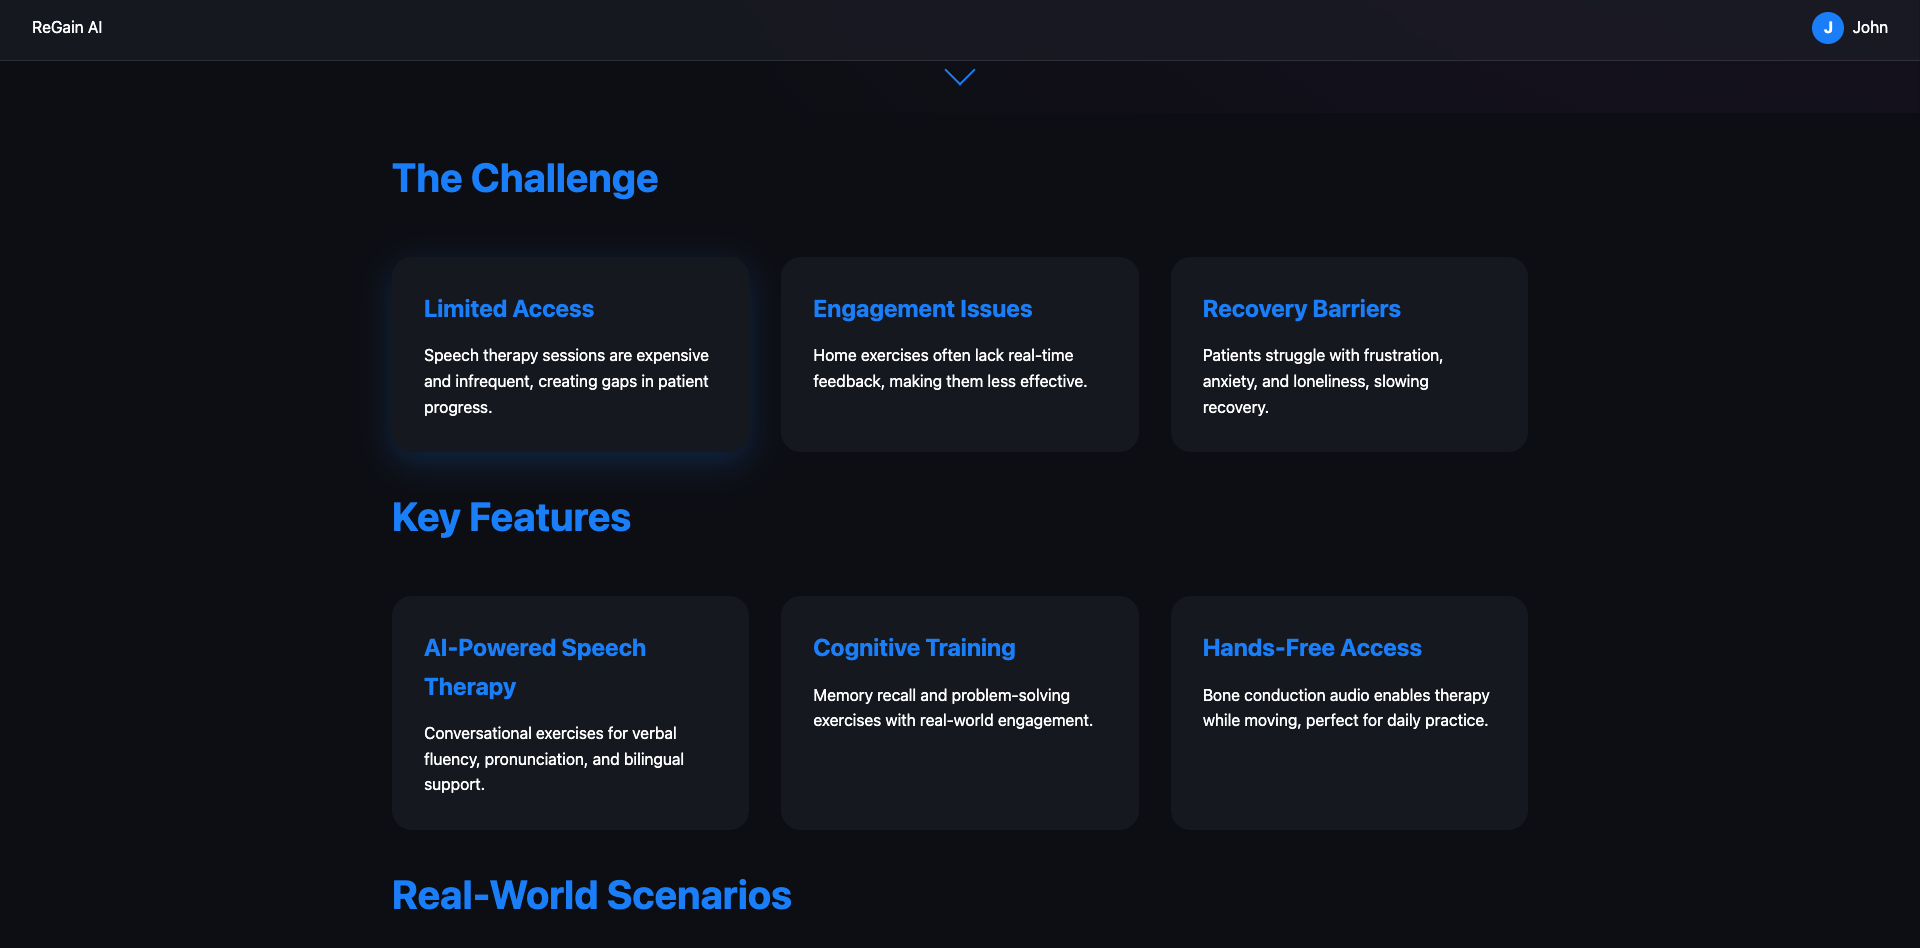 ReGain AI
J John
The Challenge
Limited Access
Speech therapy sessions are expensive
and infrequent, creating gaps in patient
progress.
Engagement Issues
Home exercises often lack real-time
feedback, making them less effective.
Recovery Barriers
Patients struggle with frustration,
anxiety, and loneliness, slowing
recovery.
Key Features
AI-Powered Speech
Therapy
Conversational exercises for verbal
fluency, pronunciation, and bilingual
support.
Cognitive Training
Memory recall and problem-solving
exercises with real-world engagement.
Hands-Free Access
Bone conduction audio enables therapy
while moving, perfect for daily practice.
Real-World Scenarios